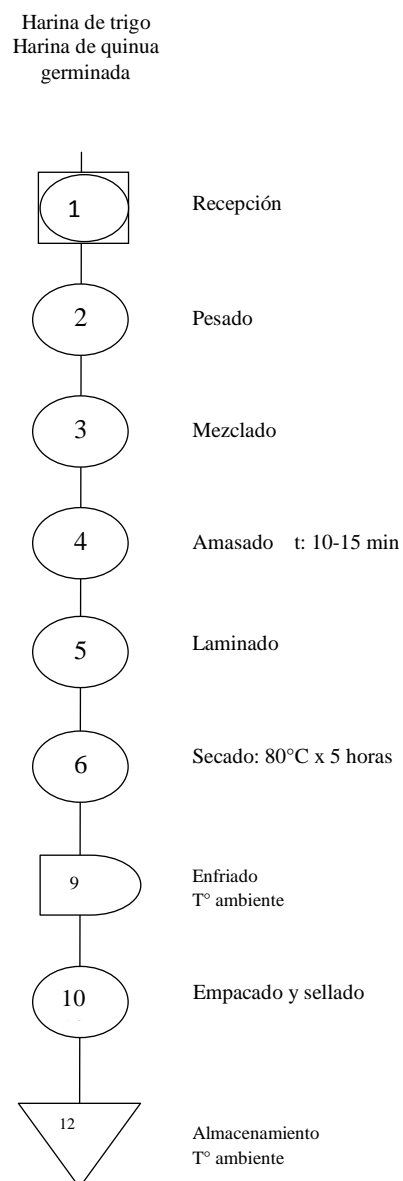 Harina de trigo
Harina de quinua
germinada
1 Recepción
2 Pesado
3 Mezclado
4 Amasado t: 10-15 min
5 Laminado
6 Secado: 80°C x 5 horas
9 Enfriado
T° ambiente
10 Empacado y sellado
12 Almacenamiento
T° ambiente